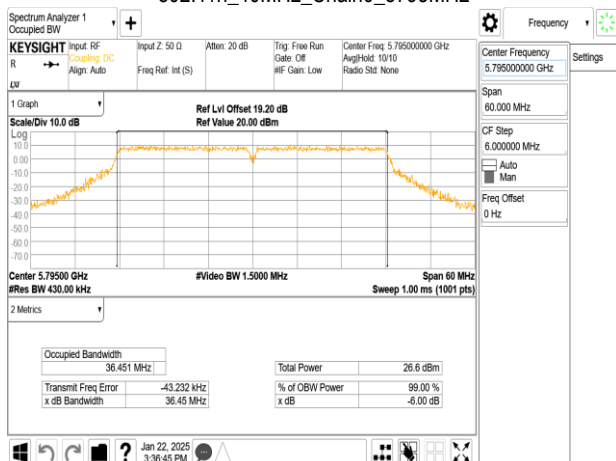 Spectrum Analyzer 1
Occupied BW
Frequency
KEYSIGHT
Input: RF
Input Z: 50 Ω
Atten: 20 dB
Trig: Free Run
Center Freq: 5.795000000 GHz
R
Coupling: DC
Gate: Off
Avg|Hold: 10/10
Align: Auto
Freq Ref: Int (S)
#IF Gain: Low
Radio Std: None
Center Frequency
5.795000000 GHz
Settings
Span
60.000 MHz
CF Step
6.000000 MHz
Auto
Man
Freq Offset
0 Hz
1 Graph
Ref Lvl Offset 19.20 dB
Scale/Div 10.0 dB
Ref Value 20.00 dBm
Log
10.0
0.00
-10.0
-20.0
-30.0
-40.0
-50.0
-60.0
-70.0
Center 5.79500 GHz
#Video BW 1.5000 MHz
Span 60 MHz
#Res BW 430.00 kHz
Sweep 1.00 ms (1001 pts)
2 Metrics
Occupied Bandwidth
36.451 MHz
Total Power
26.6 dBm
Transmit Freq Error
-43.232 kHz
% of OBW Power
99.00 %
x dB Bandwidth
36.45 MHz
x dB
-6.00 dB
?
Jan 22, 2025
3:36:45 PM